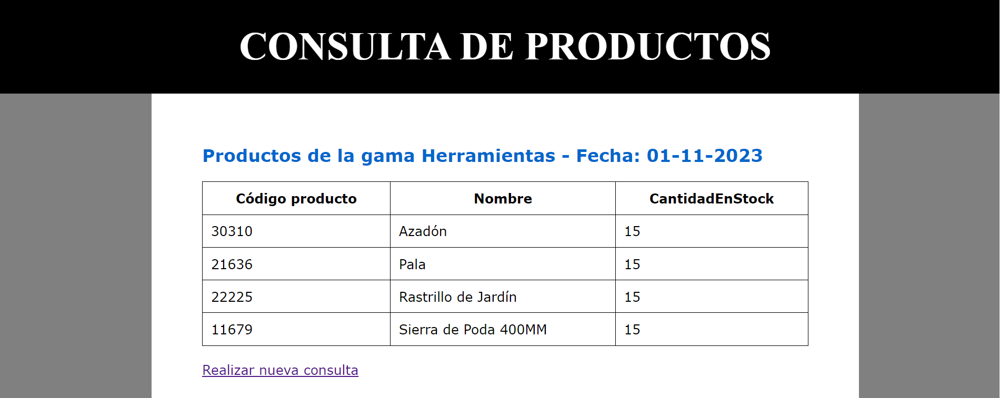 CONSULTA DE PRODUCTOS
Productos de la gama Herramientas - Fecha: 01-11-2023
Código producto Nombre CantidadEnStock
30310 Azadón 15
21636 Pala 15
22225 Rastrillo de Jardín 15
11679 Sierra de Poda 400MM 15
Realizar nueva consulta